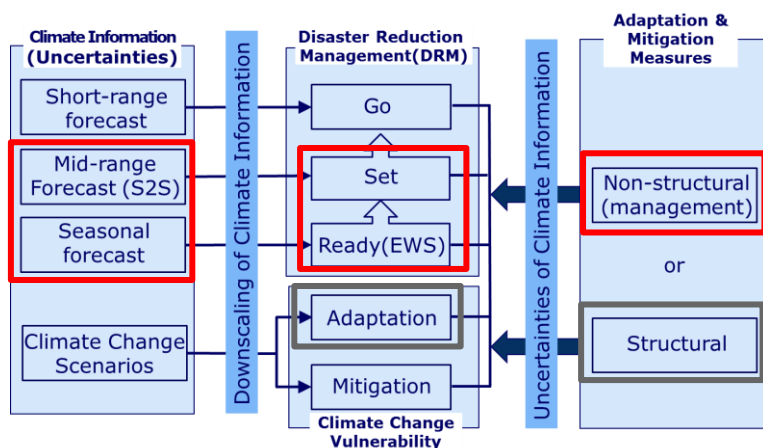 Climate Information
(Uncertainties)
Short-range
forecast
Mid-range
Forecast (S2S)
Seasonal
forecast
Climate Change
Scenarios
Downscaling of Climate Information
Disaster Reduction
Management(DRM)
Go
Set
Ready(EWS)
Adaptation
Mitigation
Climate Change
Vulnerability
Uncertainties of Climate Information
Adaptation &
Mitigation
Measures
Non-structural
(management)
or
Structural